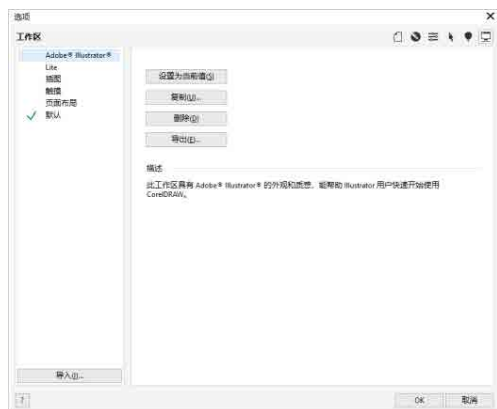 选项
工作区
Adobe® Illustrator®
Lite
插图
触摸
页面布局
默认
设置为当前值(S)
复制(U)...
删除(D)
导出(E)...
描述
此工作区具有 Adobe® Illustrator® 的外观和质感，能帮助 Illustrator 用户快速开始使用
CorelDRAW。
导入(I)...
?
OK
取消